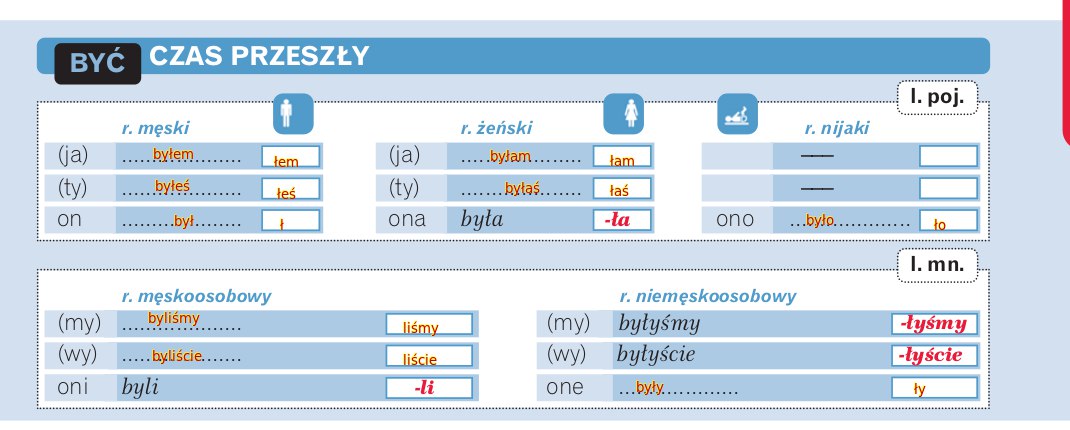 BYĆ CZAS PRZESZŁY
l. poj.
r. męski r. żeński r. nijaki
(ja) byłem łem (ja) byłam łam —
(ty) byłeś łeś (ty) byłaś łaś —
on był ł ona była -ła ono było ło
l. mn.
r. męskoosobowy r. niemęskoosobowy
(my) byliśmy liśmy (my) byłyśmy -łyśmy
(wy) byliście liście (wy) byłyście -łyście
oni byli -li one były ły